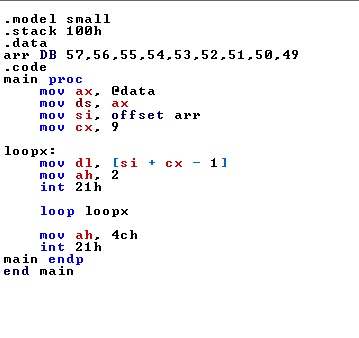 .model small
.stack 100h
.data
arr DB 57,56,55,54,53,52,51,50,49
.code
main proc
mov ax, @data
mov ds, ax
mov si, offset arr
mov cx, 9
loopx:
mov dl, [si + cx - 1]
mov ah, 2
int 21h
loop loopx
mov ah, 4ch
int 21h
main endp
end main